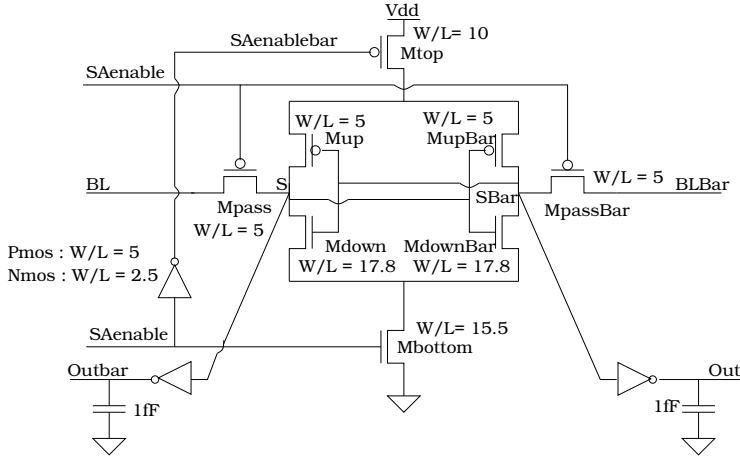 Vdd
W/L= 10
SAenablebar
Mtop
SAenable
W/L = 5
W/L = 5
Mup
MupBar
W/L = 5
BL
S
SBar
BLBar
Mpass
MpassBar
W/L = 5
Mdown
MdownBar
Pmos : W/L = 5
W/L = 17.8
W/L = 17.8
Nmos : W/L = 2.5
W/L= 15.5
SAenable
Mbottom
Outbar
Out
1fF
1fF